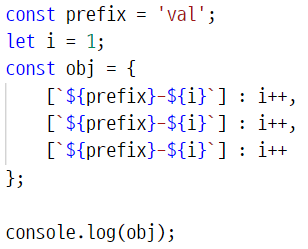 const prefix = 'val';
let i = 1;
const obj = {
    [`${prefix}-${i}`] : i++,
    [`${prefix}-${i}`] : i++,
    [`${prefix}-${i}`] : i++
};

console.log(obj);